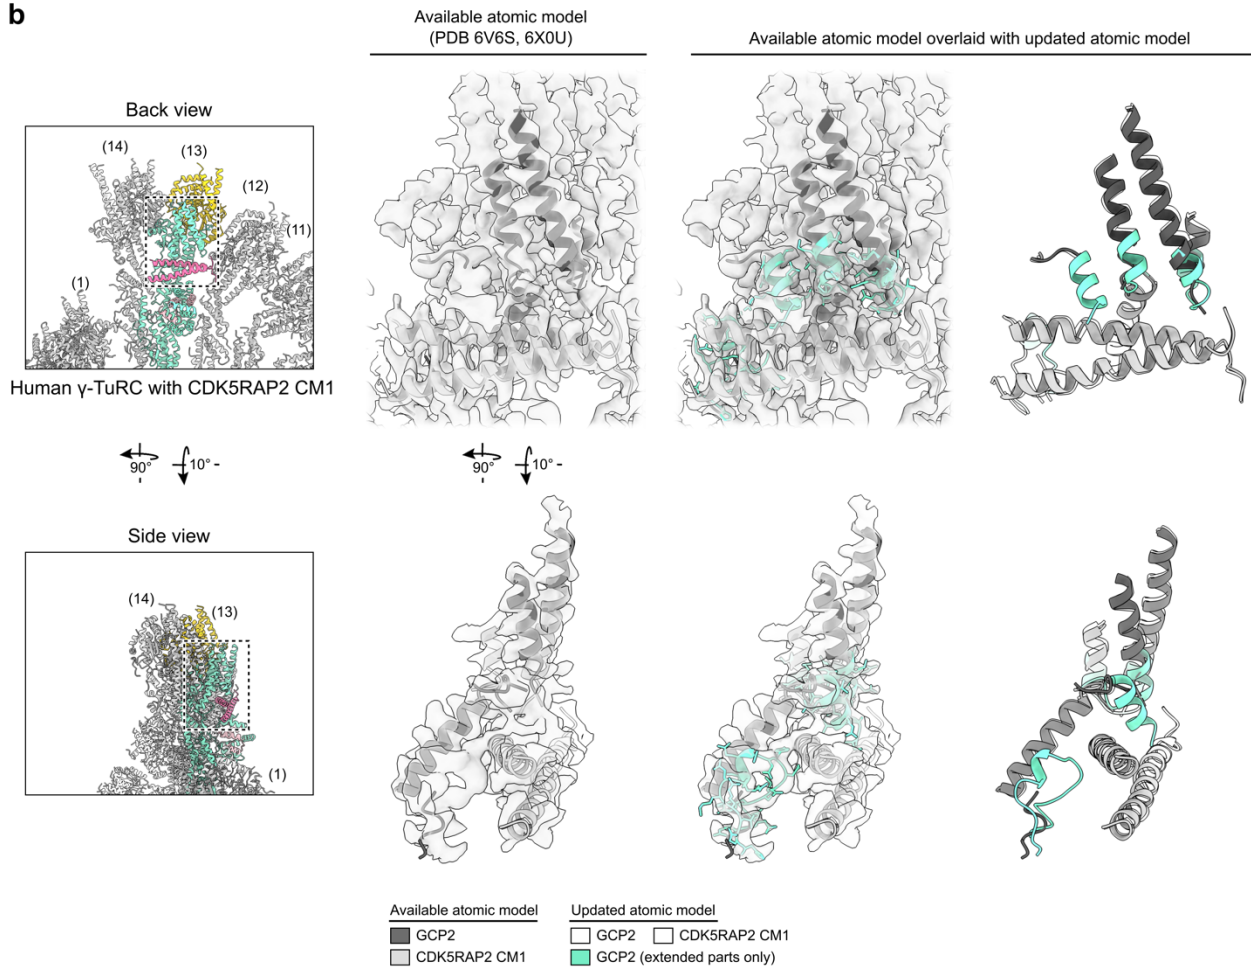 b
Available atomic model
(PDB 6V6S, 6X0U)
Available atomic model overlaid with updated atomic model
Back view
(14)
(13)
(12)
(11)
(1)
Human γ-TuRC with CDK5RAP2 CM1
90°
10°
90°
10°
Side view
(14)
(13)
(1)
Available atomic model
Updated atomic model
GCP2
GCP2
CDK5RAP2 CM1
CDK5RAP2 CM1
GCP2 (extended parts only)